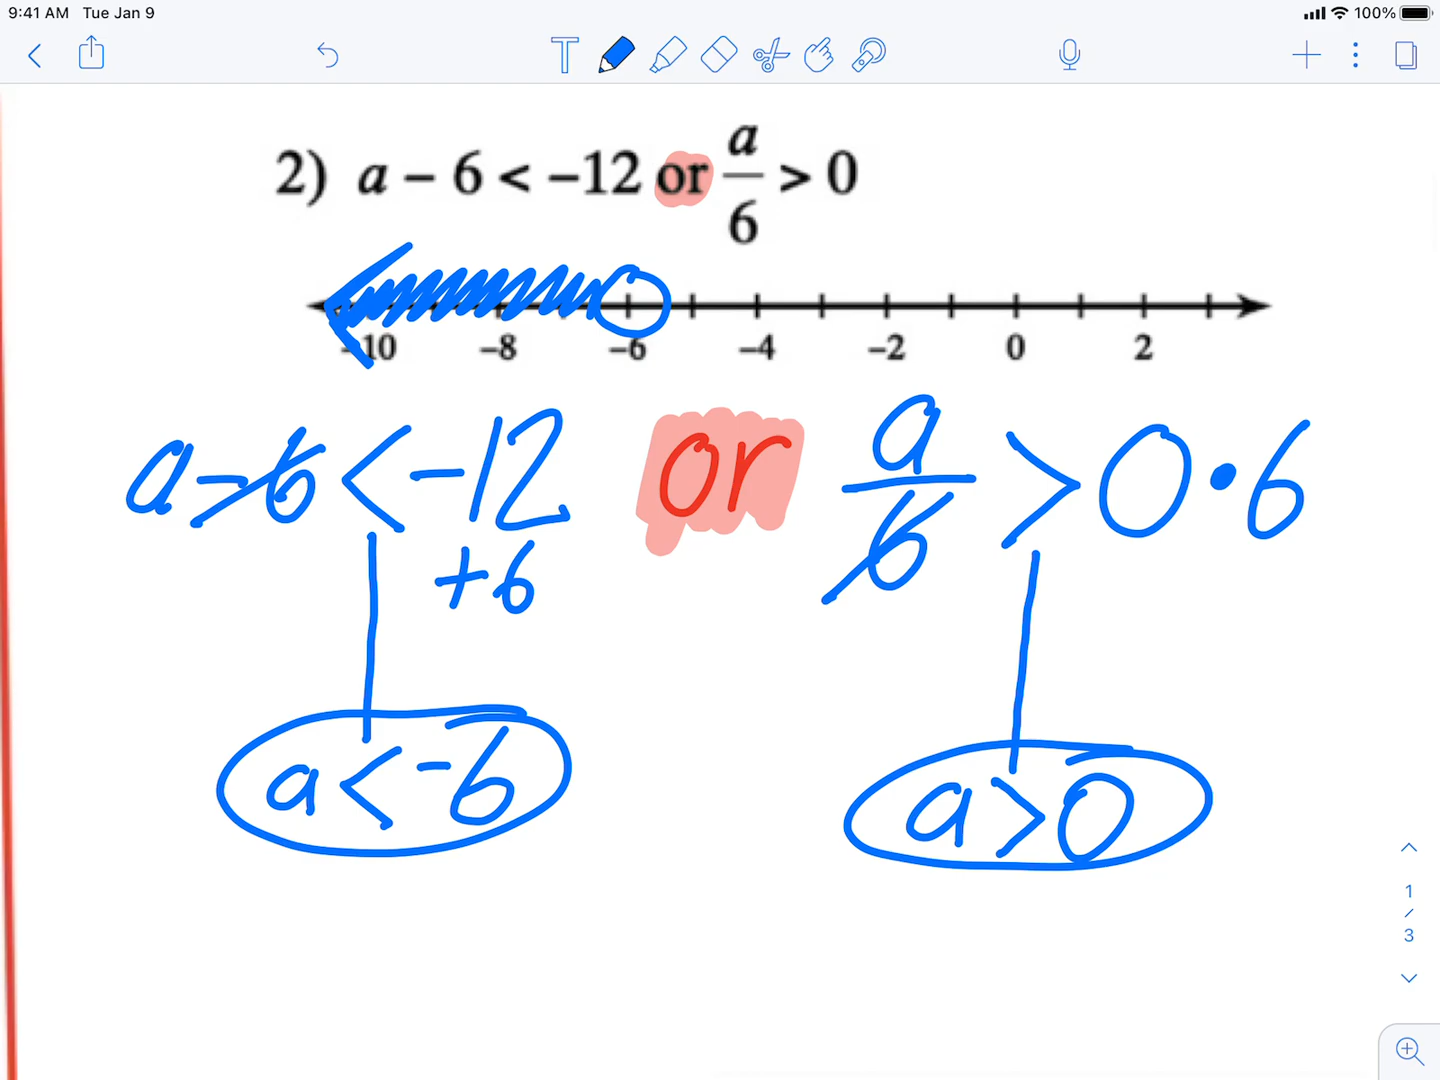 9:41 AM Tue Jan 9 100%
2) a − 6 < −12 or a/6 > 0
−10 −8 −6 −4 −2 0 2
a − 6 < −12 or a/6 > 0 • 6
+6
a < −6 a > 0
1
/
3